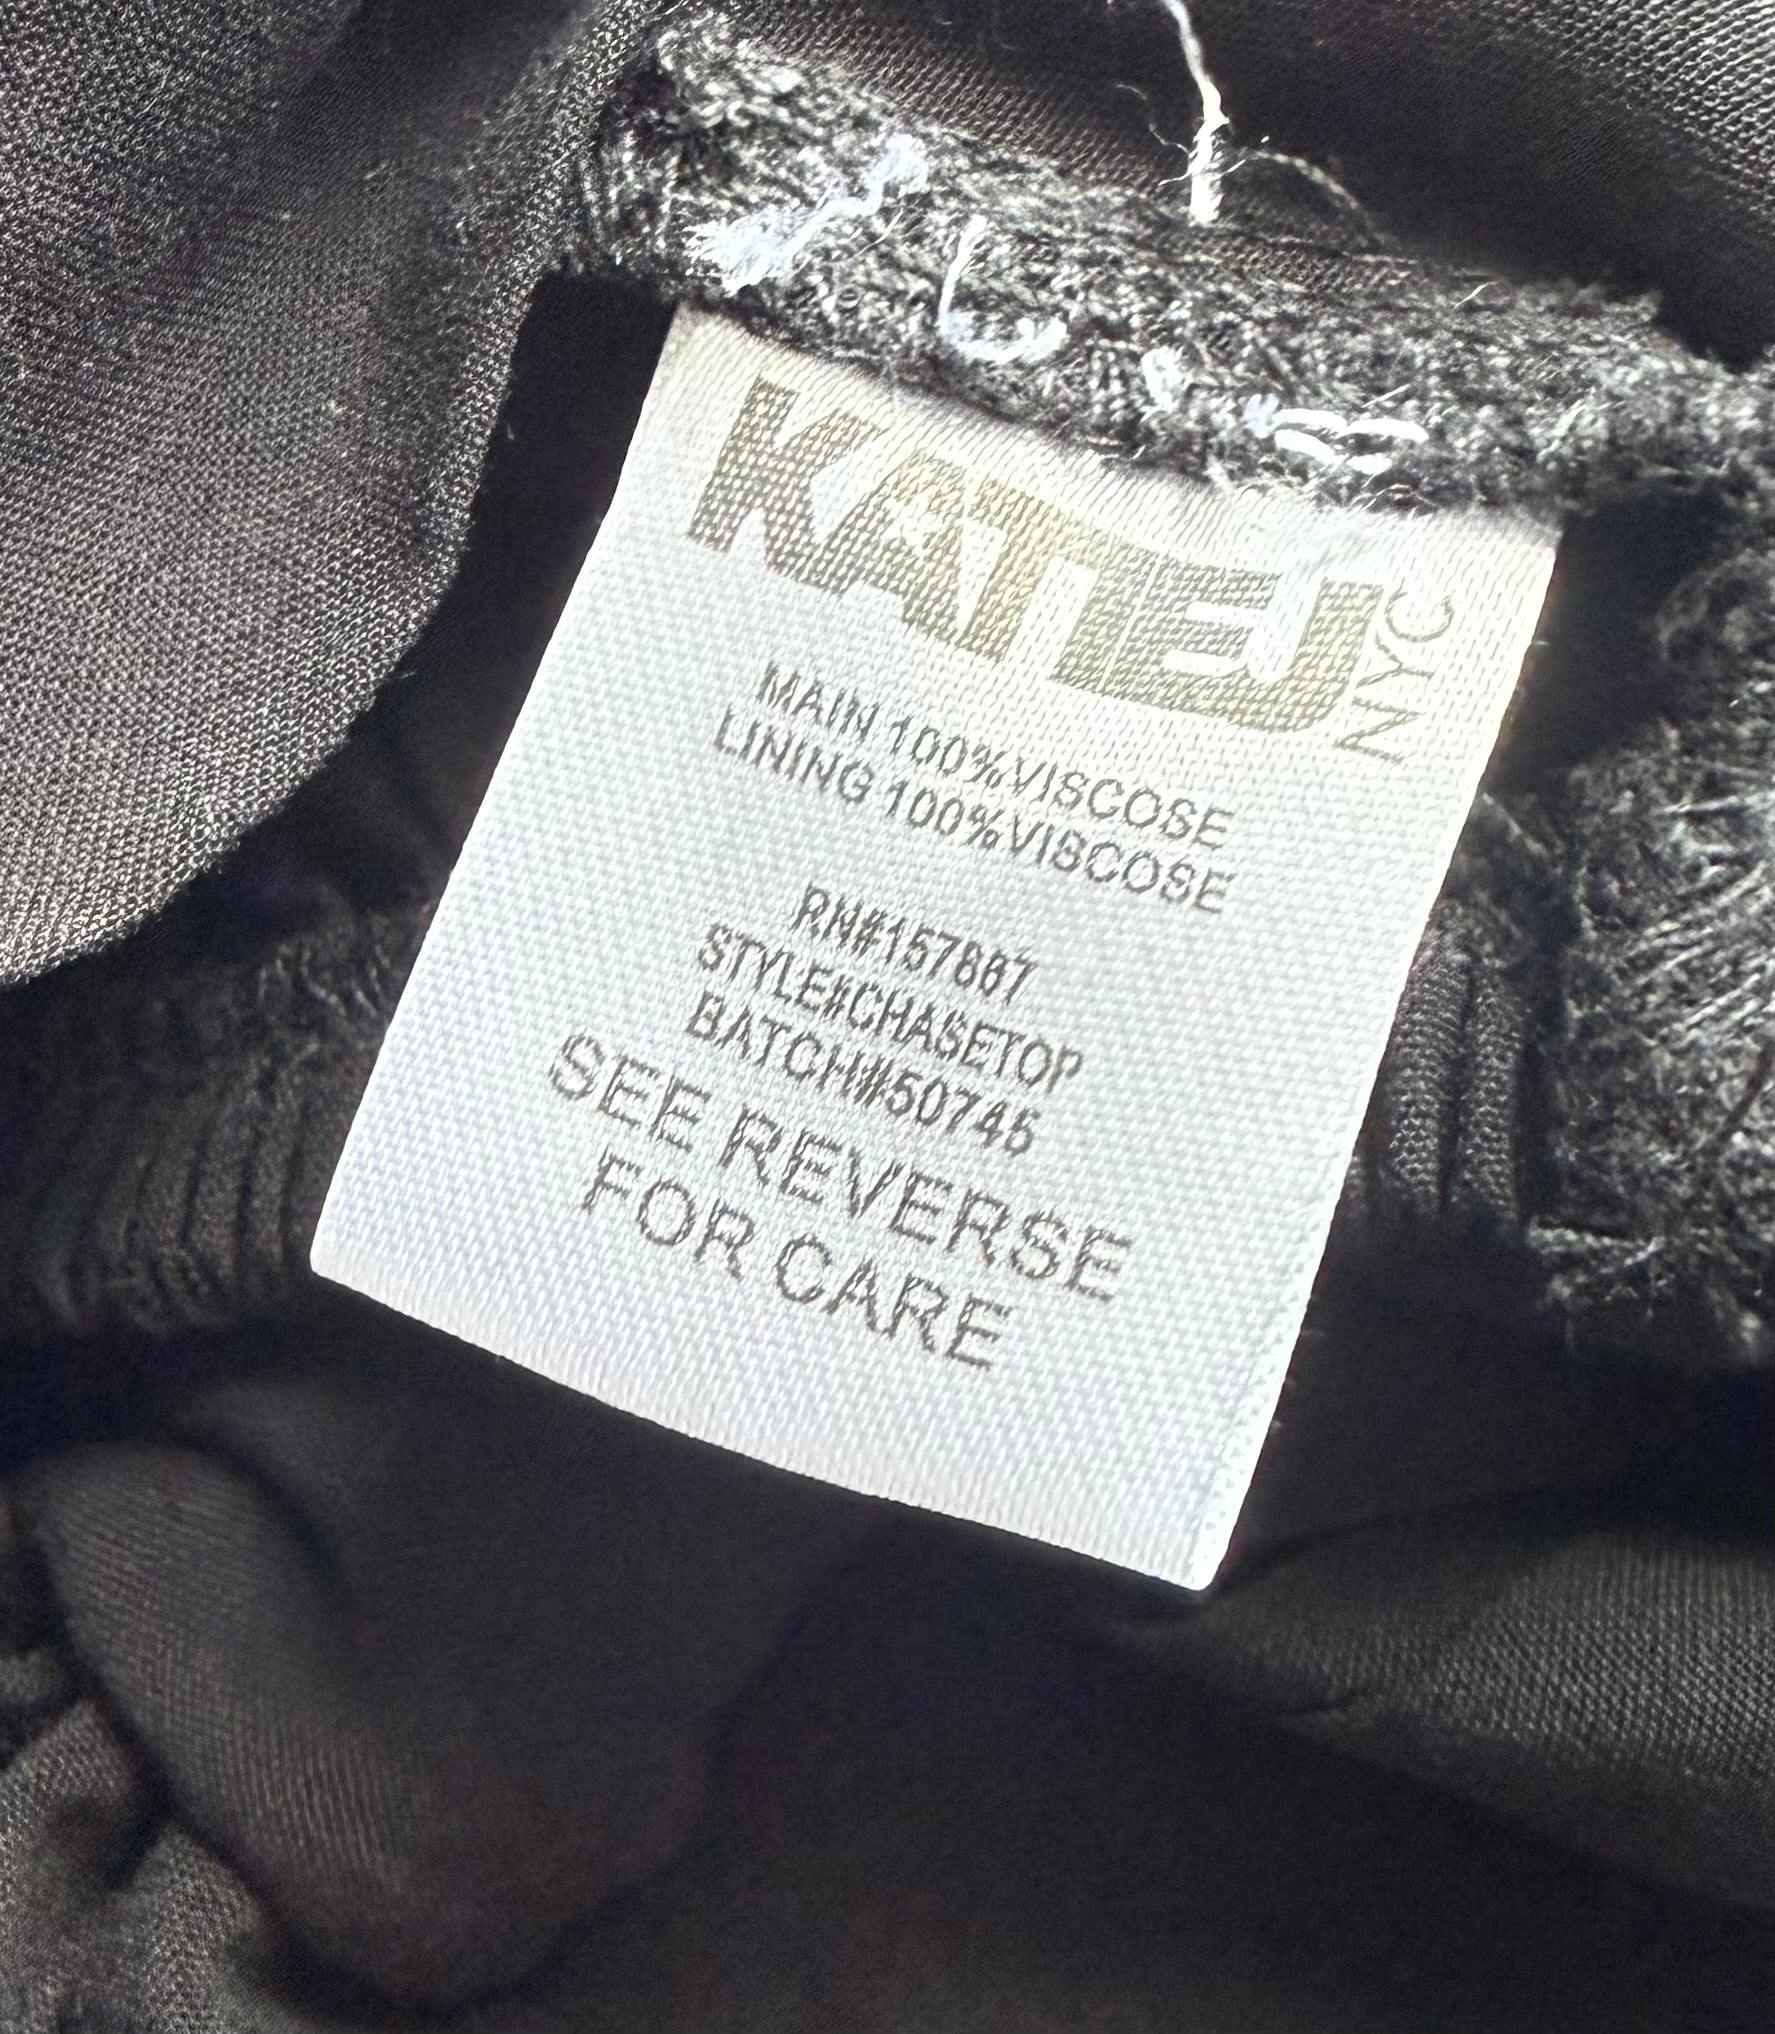 KATIEJ NYC
MAIN 100%VISCOSE
LINING 100%VISCOSE
RN#157667
STYLE#CHASETOP
BATCH#50745
SEE REVERSE
FOR CARE